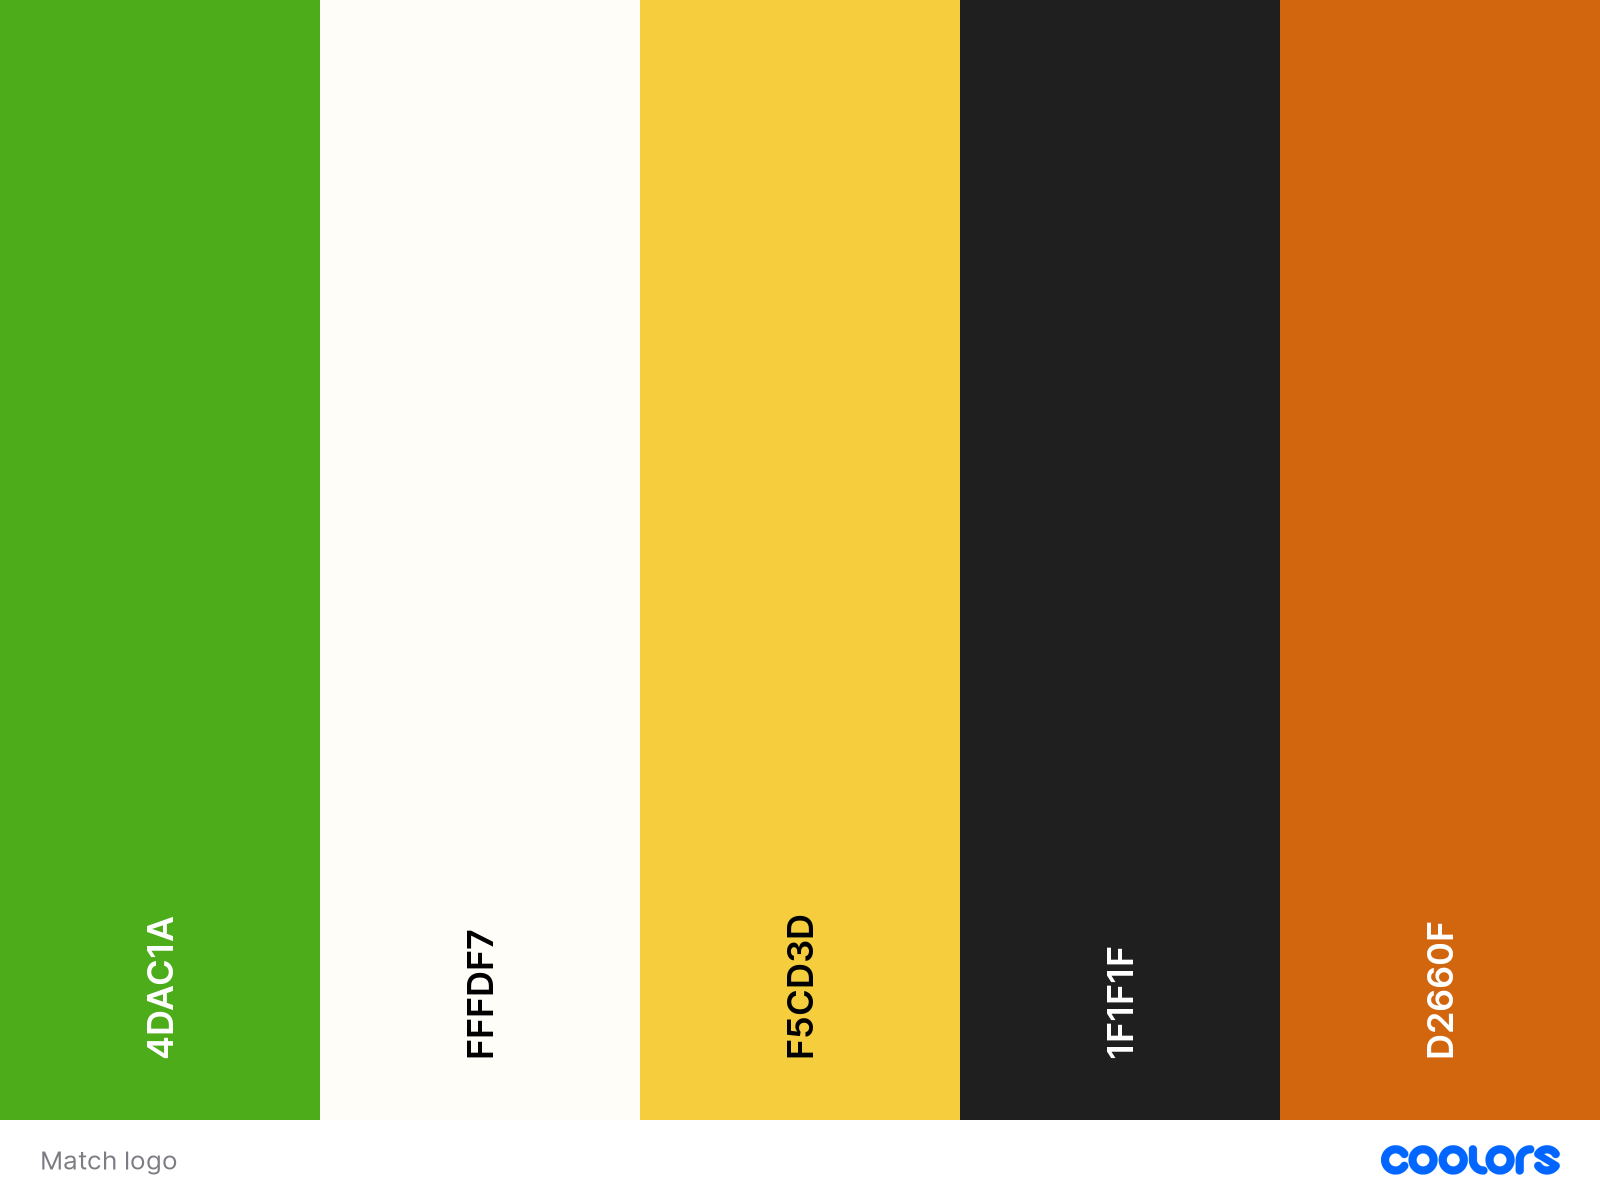 4DAC1A
FFFDF7
F5CD3D
1F1F1F
D2660F
Match logo
coolors